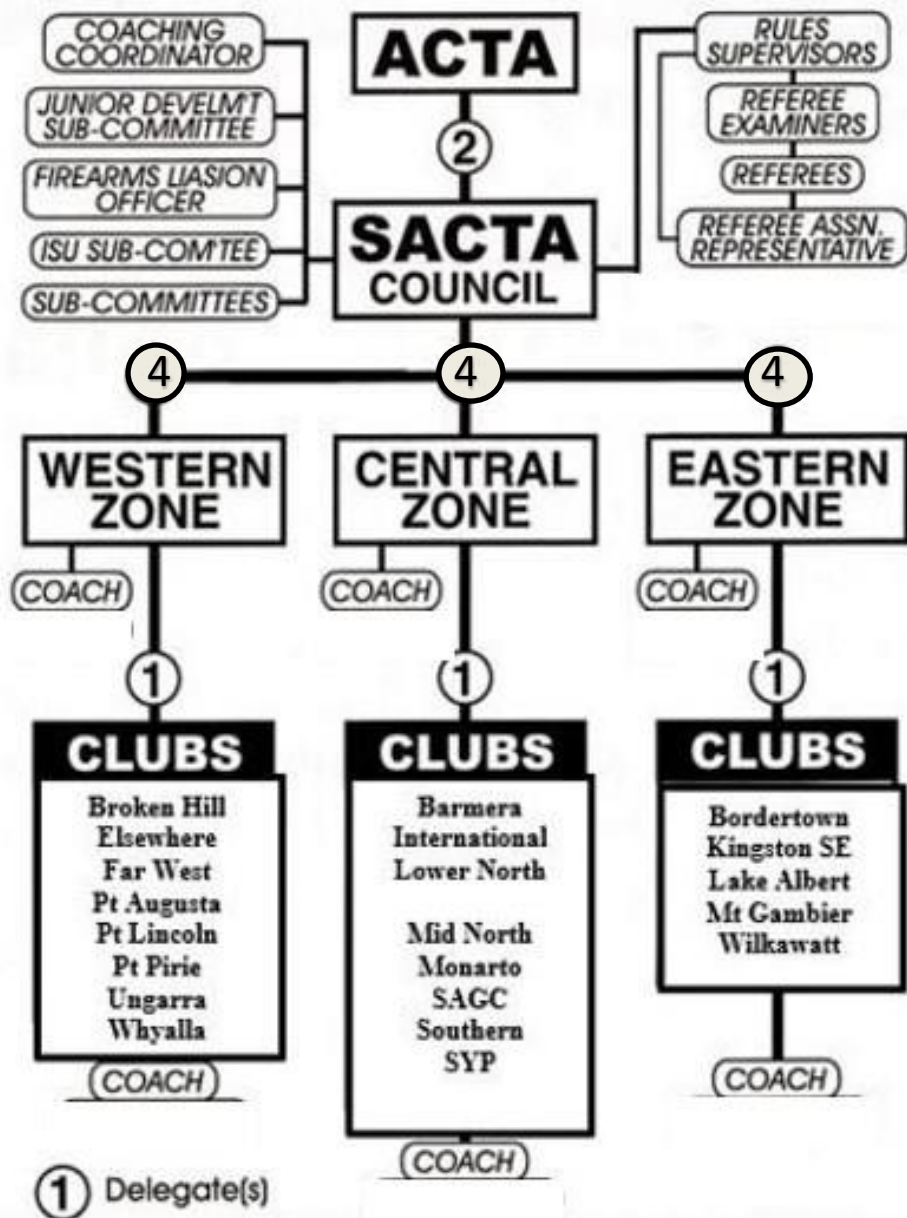 COACHING
COORDINATOR
JUNIOR DEVELM'T
SUB-COMMITTEE
FIREARMS LIASION
OFFICER
ISU SUB-COM'TEE
SUB-COMMITTEES
ACTA
2
SACTA
COUNCIL
RULES
SUPERVISORS
REFEREE
EXAMINERS
REFEREES
REFEREE ASSN.
REPRESENTATIVE
4
4
4
WESTERN
ZONE
COACH
1
CLUBS
Broken Hill
Elsewhere
Far West
Pt Augusta
Pt Lincoln
Pt Pirie
Ungarra
Whyalla
COACH
CENTRAL
ZONE
COACH
1
CLUBS
Barmera
International
Lower North
Mid North
Monarto
SAGC
Southern
SYP
COACH
EASTERN
ZONE
COACH
1
CLUBS
Bordertown
Kingston SE
Lake Albert
Mt Gambier
Wilkawatt
COACH
1 Delegate(s)